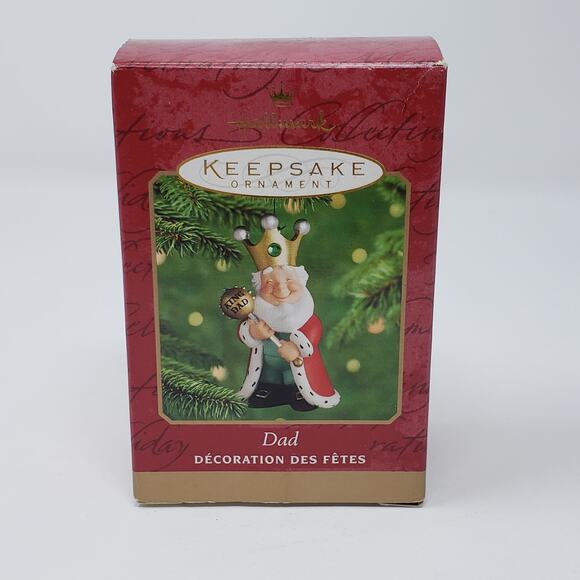 Hallmark
KEEPSAKE
ORNAMENT
KING
DAD
Dad
DÉCORATION DES FÊTES